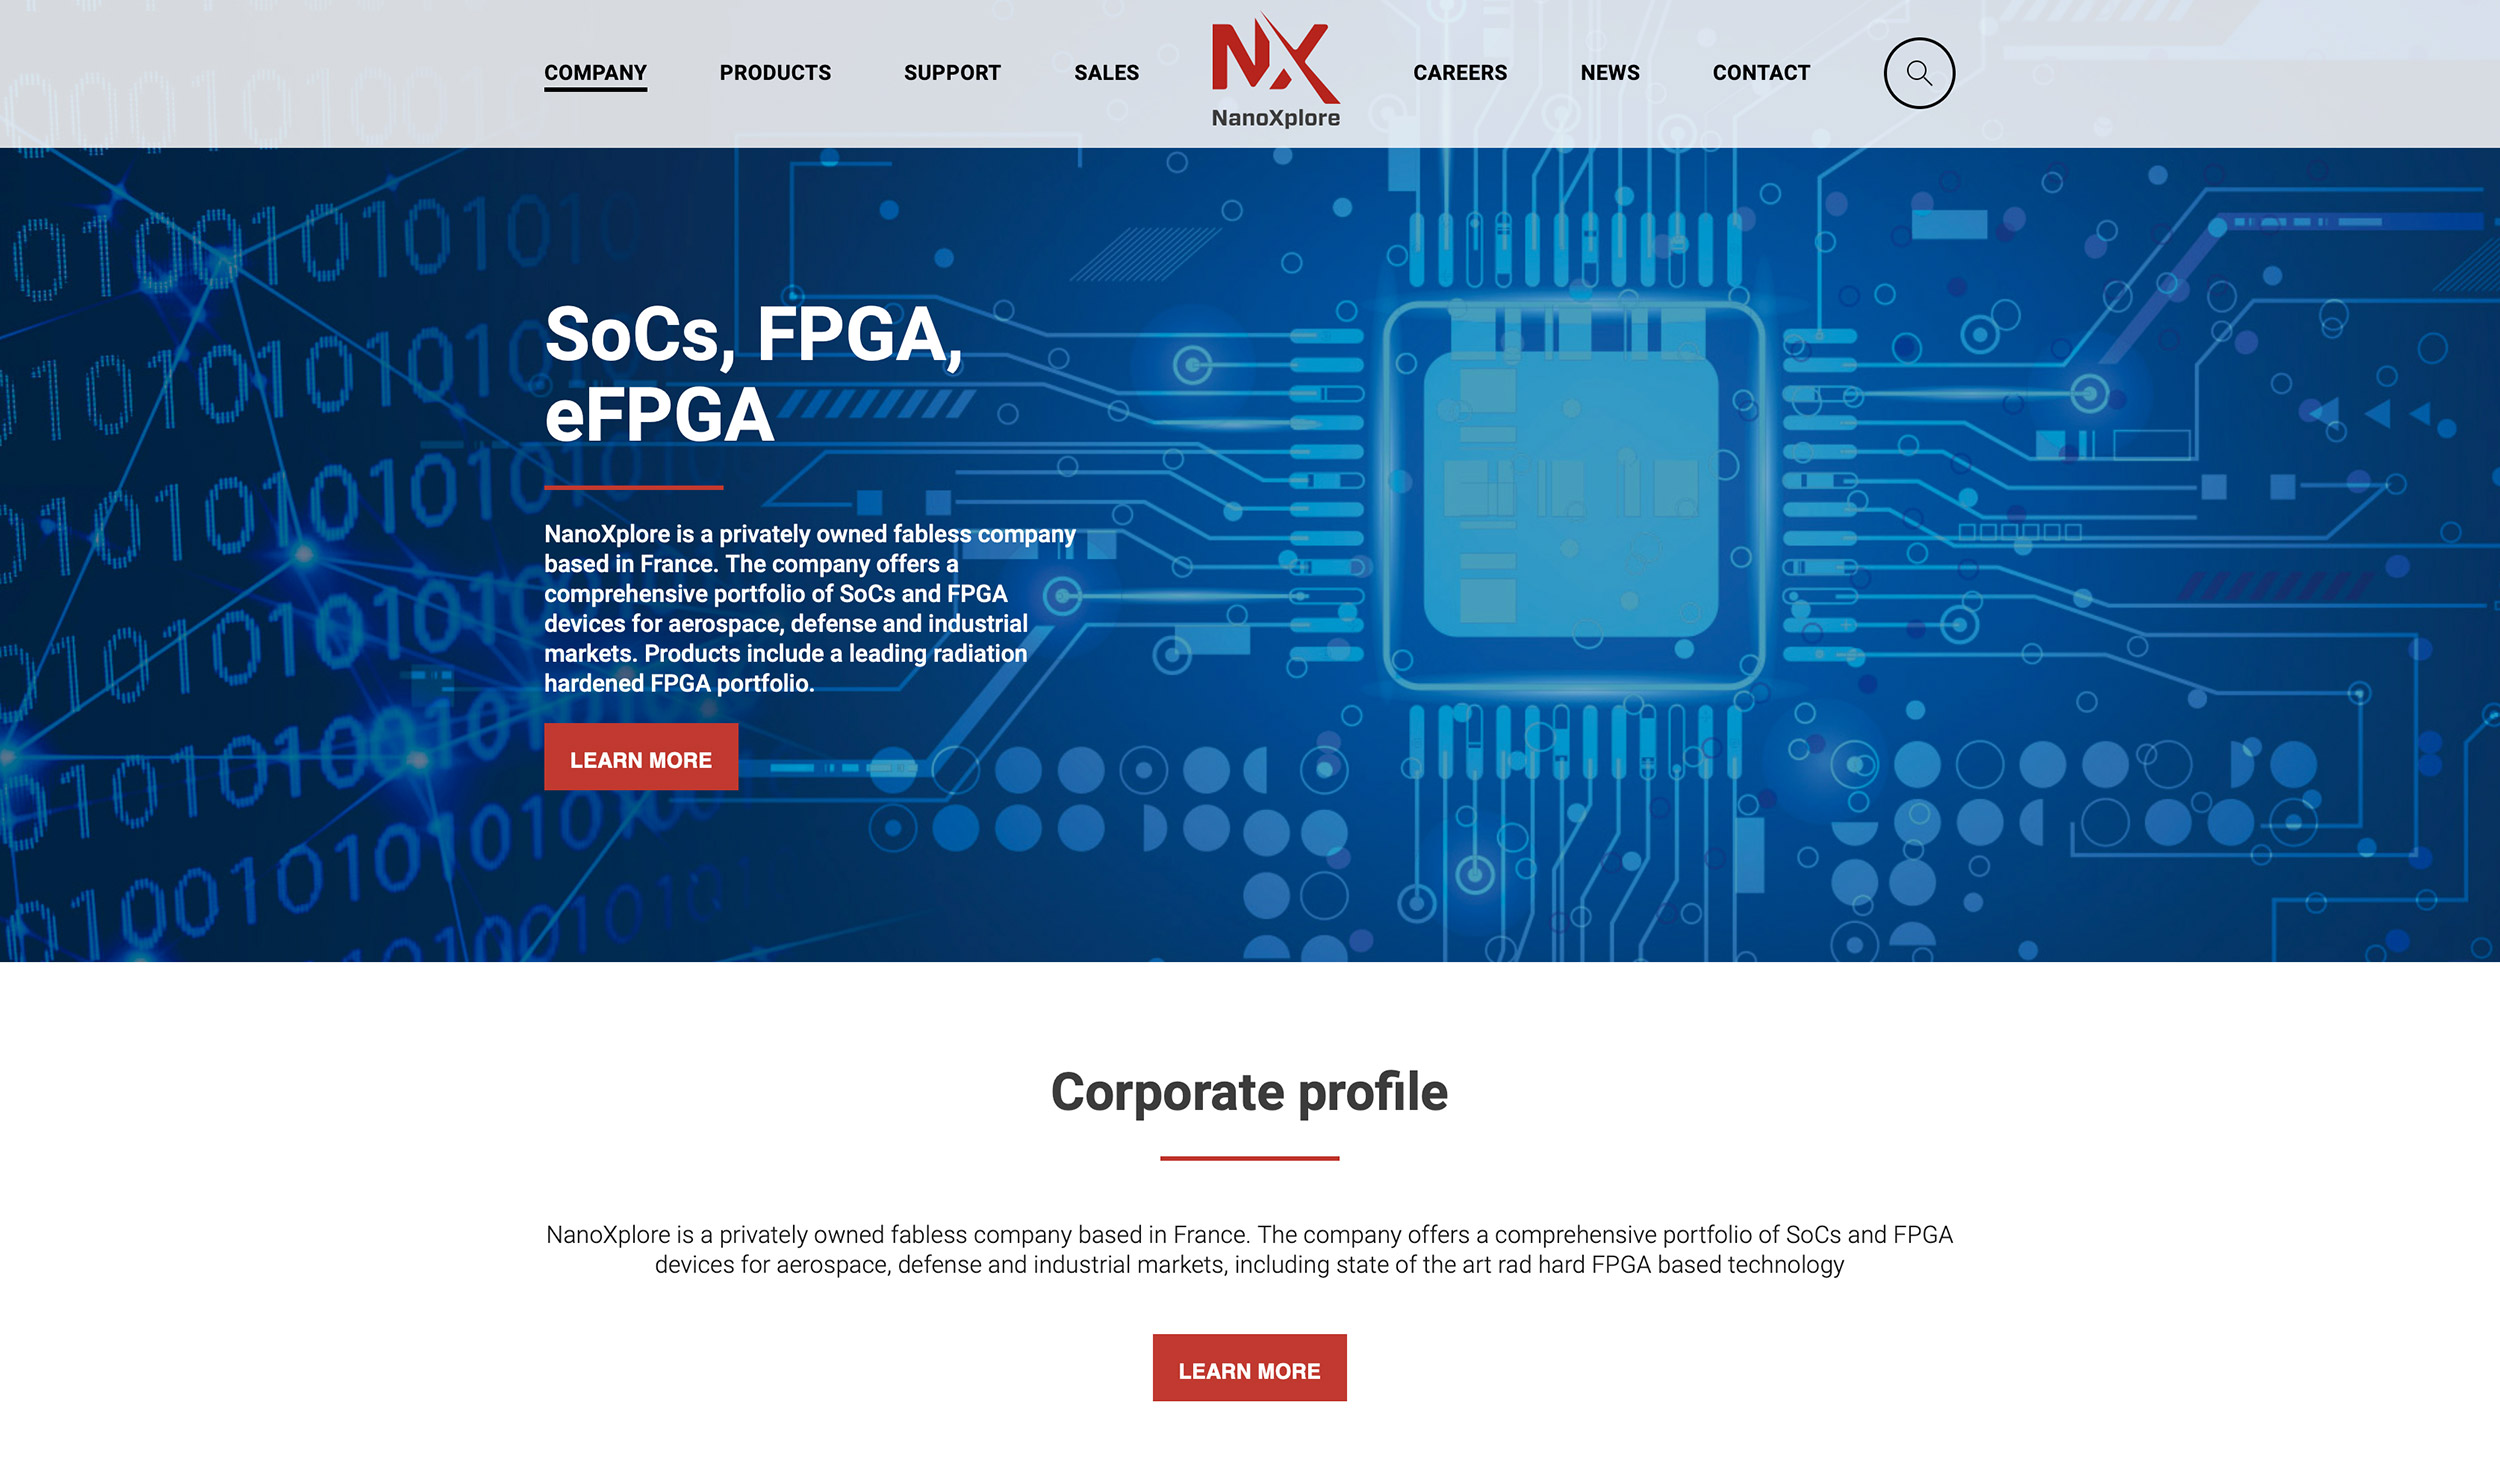 COMPANY PRODUCTS SUPPORT SALES NanoXplore CAREERS NEWS CONTACT
SoCs, FPGA,
eFPGA
NanoXplore is a privately owned fabless company
based in France. The company offers a
comprehensive portfolio of SoCs and FPGA
devices for aerospace, defense and industrial
markets. Products include a leading radiation
hardened FPGA portfolio.
LEARN MORE
Corporate profile
NanoXplore is a privately owned fabless company based in France. The company offers a comprehensive portfolio of SoCs and FPGA
devices for aerospace, defense and industrial markets, including state of the art rad hard FPGA based technology
LEARN MORE